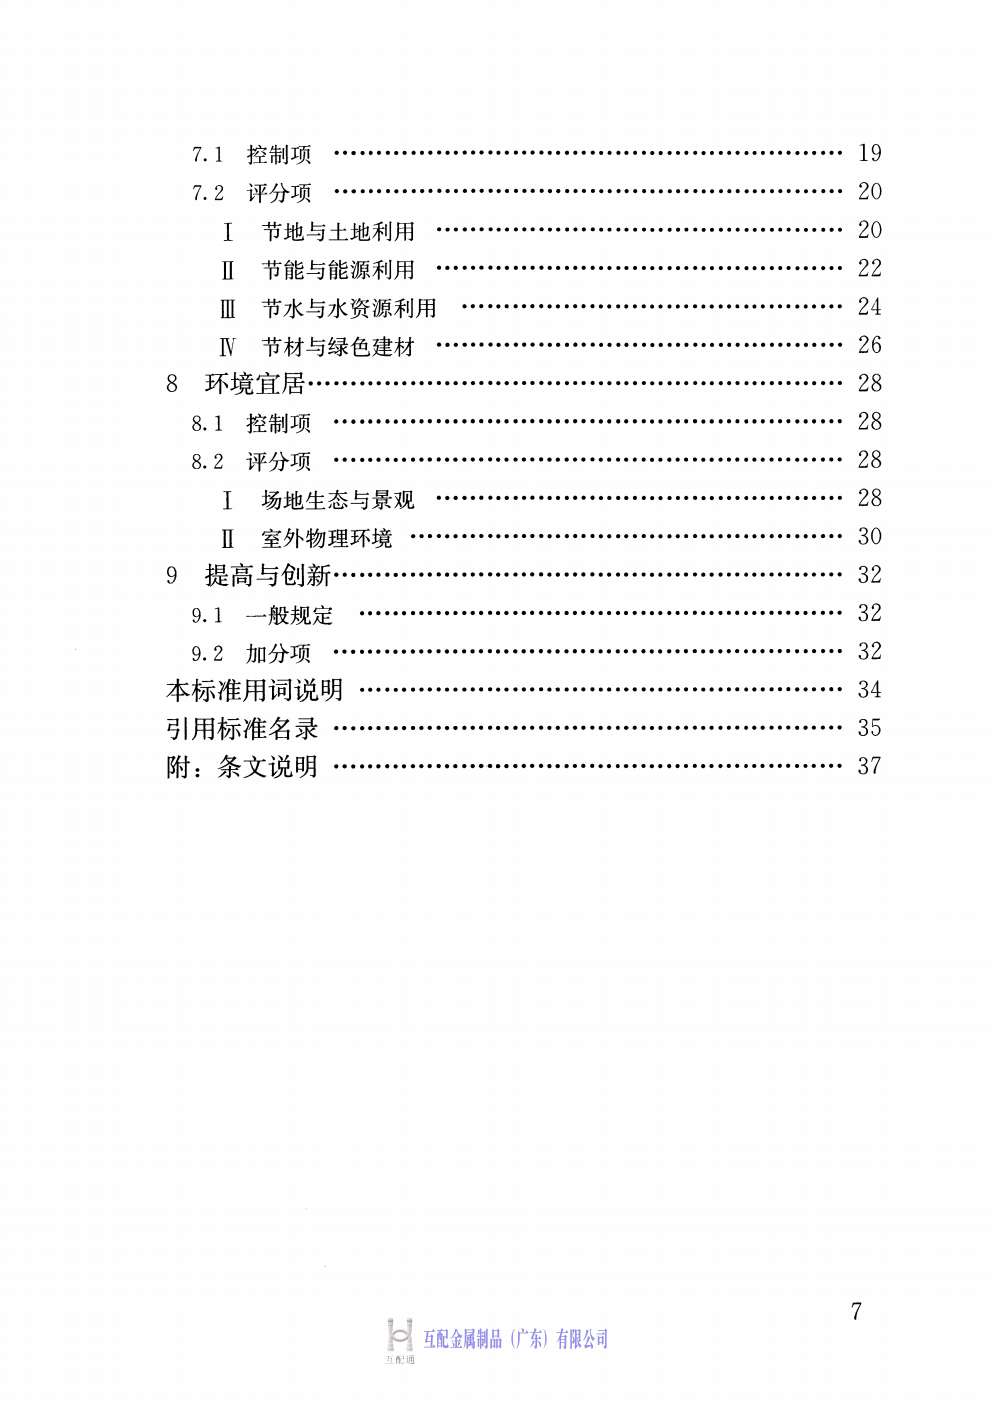 7.1 控制项 ………………………………………………………… 19
7.2 评分项 ………………………………………………………… 20
Ⅰ 节地与土地利用 ……………………………………………… 20
Ⅱ 节能与能源利用 ……………………………………………… 22
Ⅲ 节水与水资源利用 …………………………………………… 24
Ⅳ 节材与绿色建材 ……………………………………………… 26
8 环境宜居…………………………………………………………… 28
8.1 控制项 ………………………………………………………… 28
8.2 评分项 ………………………………………………………… 28
Ⅰ 场地生态与景观 ……………………………………………… 28
Ⅱ 室外物理环境 ………………………………………………… 30
9 提高与创新………………………………………………………… 32
9.1 一般规定 ……………………………………………………… 32
9.2 加分项 ………………………………………………………… 32
本标准用词说明 ……………………………………………………… 34
引用标准名录 ………………………………………………………… 35
附：条文说明 ………………………………………………………… 37
7
互配金属制品（广东）有限公司
互配通